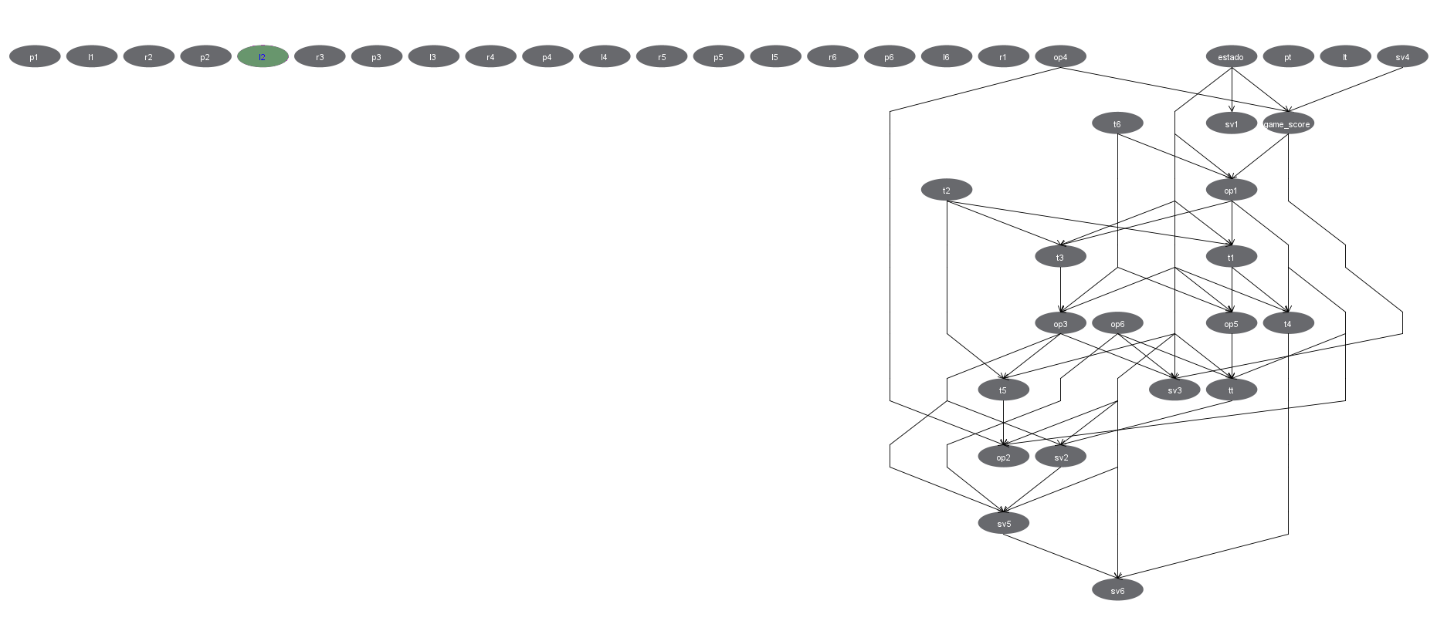 p1 l1 r2 p2 l2 r3 p3 l3 r4 p4 l4 r5 p5 l5 r6 p6 l6 r1 op4 estado pt lt sv4
t6 sv1 game_score
t2 op1
t3 t1
op3 op6 op5 t4
t5 sv3 tt
op2 sv2
sv5
sv6